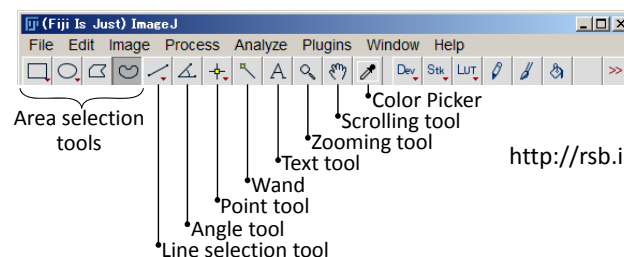 (Fiji Is Just) ImageJ
File Edit Image Process Analyze Plugins Window Help
A Dev Stk LUT >>
Area selection
tools
Color Picker
Scrolling tool
Zooming tool
http://rsb.i
Text tool
Wand
Point tool
Angle tool
Line selection tool